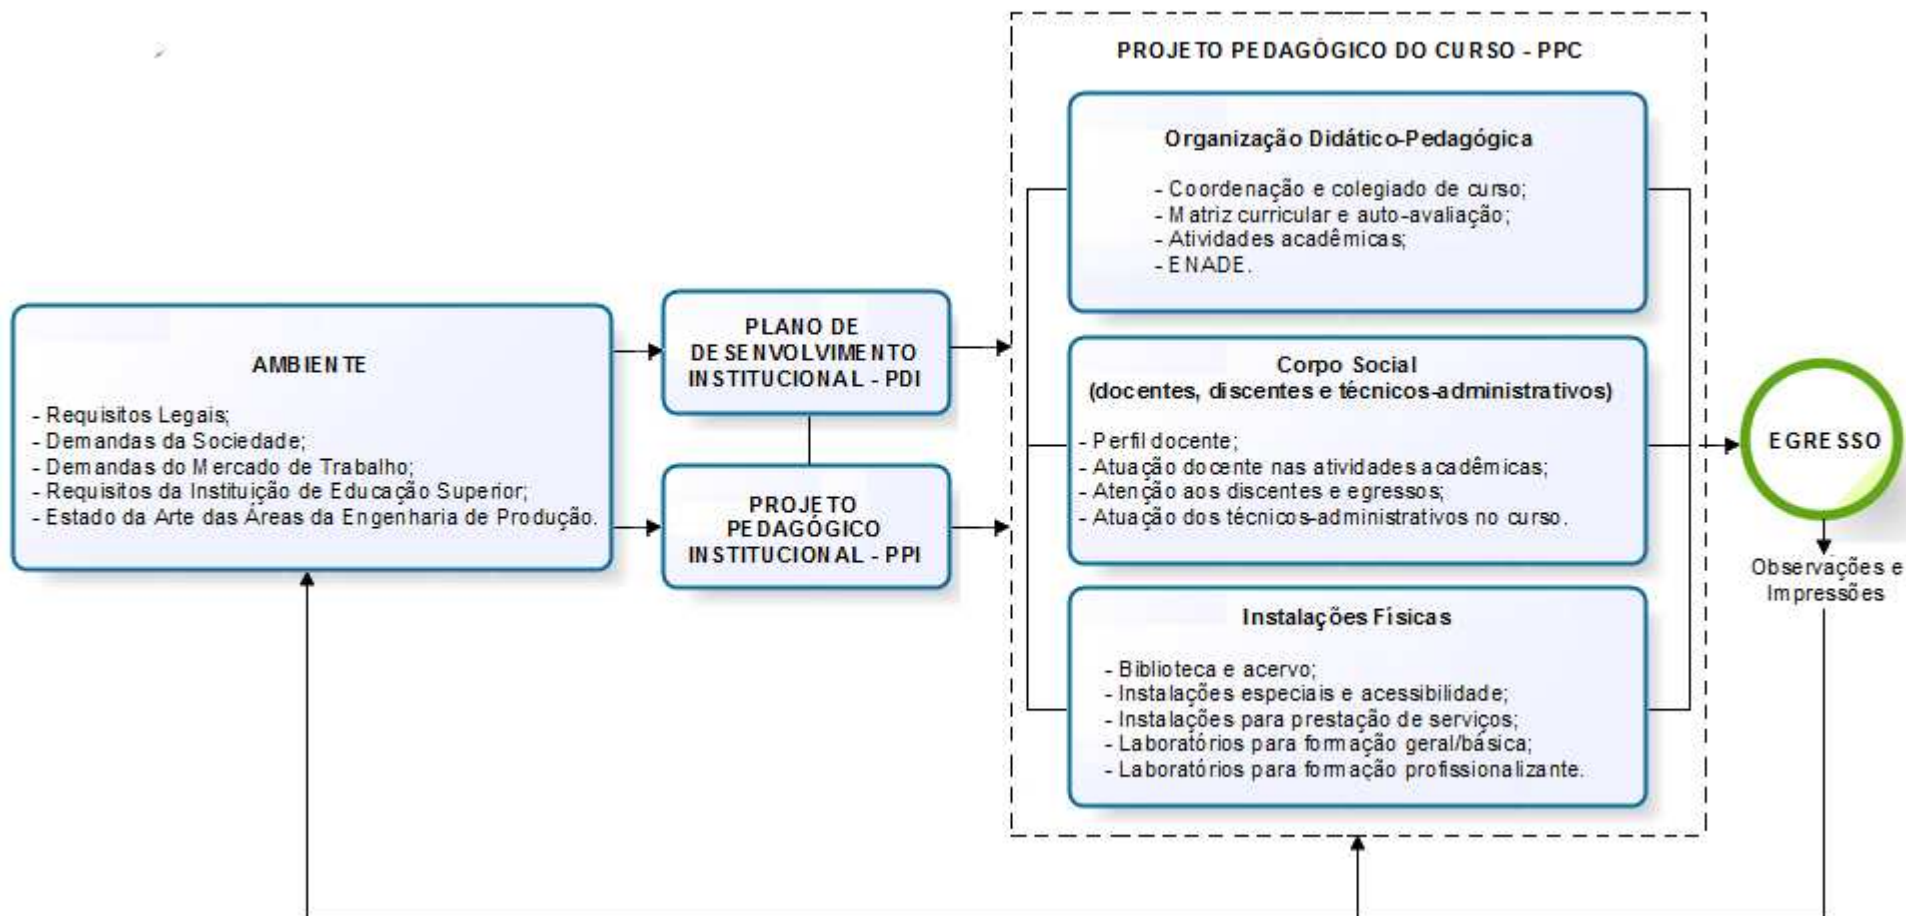 PROJETO PEDAGÓGICO DO CURSO - PPC
Organização Didático-Pedagógica
- Coordenação e colegiado de curso;
- Matriz curricular e auto-avaliação;
- Atividades acadêmicas;
- ENADE.
AMBIENTE
- Requisitos Legais;
- Demandas da Sociedade;
- Demandas do Mercado de Trabalho;
- Requisitos da Instituição de Educação Superior;
- Estado da Arte das Áreas da Engenharia de Produção.
PLANO DE
DESENVOLVIMENTO
INSTITUCIONAL - PDI
PROJETO
PEDAGÓGICO
INSTITUCIONAL - PPI
Corpo Social
(docentes, discentes e técnicos-administrativos)
- Perfil docente;
- Atuação docente nas atividades acadêmicas;
- Atenção aos discentes e egressos;
- Atuação dos técnicos-administrativos no curso.
Instalações Físicas
- Biblioteca e acervo;
- Instalações especiais e acessibilidade;
- Instalações para prestação de serviços;
- Laboratórios para formação geral/básica;
- Laboratórios para formação profissionalizante.
EGRESSO
Observações e
Impressões